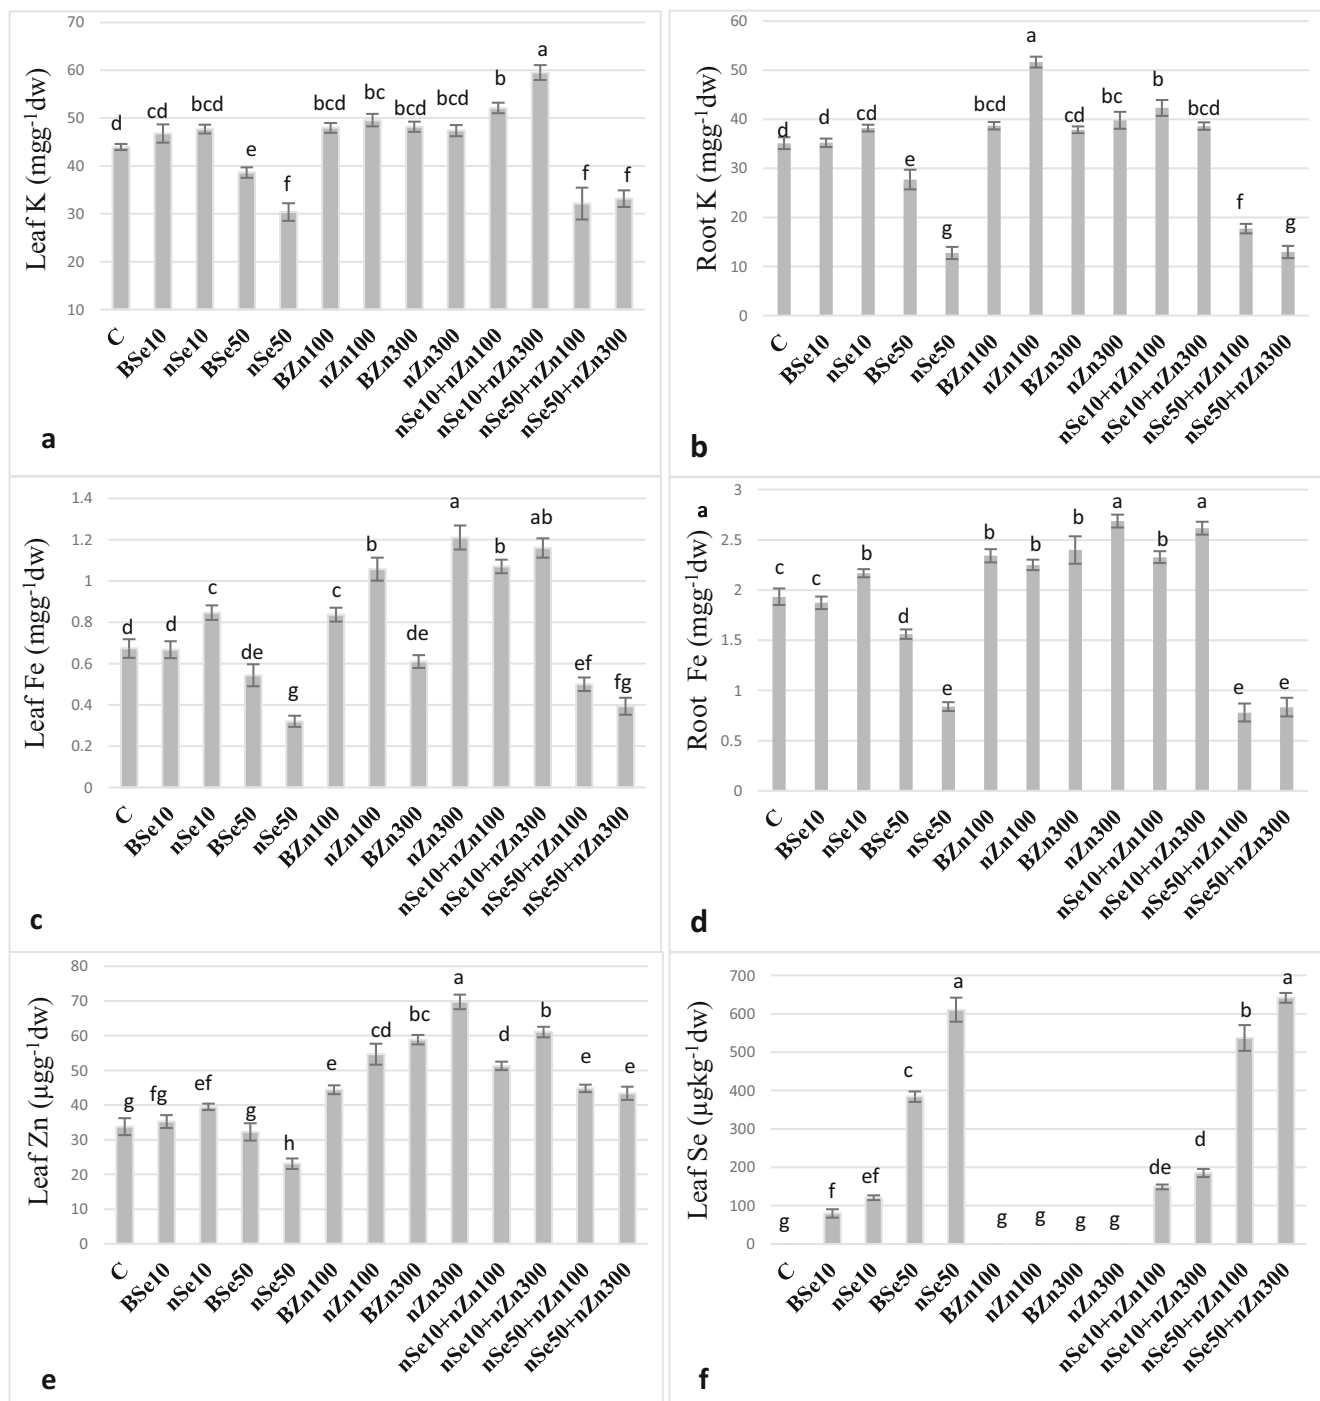 Leaf K (mgg-1dw)
70
60
50
40
30
20
10
d
cd
bcd
e
f
bcd
bc
bcd
bcd
b
a
f
f
C
BSe10
nSe10
BSe50
nSe50
BZn100
nZn100
BZn300
nZn300
nSe10+nZn100
nSe10+nZn300
nSe50+nZn100
nSe50+nZn300
a
Root K (mgg-1dw)
60
50
40
30
20
10
0
d
d
cd
e
g
bcd
a
cd
bc
b
bcd
f
g
C
BSe10
nSe10
BSe50
nSe50
BZn100
nZn100
BZn300
nZn300
nSe10+nZn100
nSe10+nZn300
nSe50+nZn100
nSe50+nZn300
b
Leaf Fe (mgg-1dw)
1.4
1.2
1
0.8
0.6
0.4
0.2
0
d
d
c
de
g
c
b
de
a
b
ab
ef
fg
C
BSe10
nSe10
BSe50
nSe50
BZn100
nZn100
BZn300
nZn300
nSe10+nZn100
nSe10+nZn300
nSe50+nZn100
nSe50+nZn300
c
Root Fe (mgg-1dw)
3
2.5
2
1.5
1
0.5
0
a
c
c
b
d
e
b
b
b
a
b
a
e
e
C
BSe10
nSe10
BSe50
nSe50
BZn100
nZn100
BZn300
nZn300
nSe10+nZn100
nSe10+nZn300
nSe50+nZn100
nSe50+nZn300
d
Leaf Zn (µgg-1dw)
80
70
60
50
40
30
20
10
0
g
fg
ef
g
h
e
cd
bc
a
d
b
e
e
C
BSe10
nSe10
BSe50
nSe50
BZn100
nZn100
BZn300
nZn300
nSe10+nZn100
nSe10+nZn300
nSe50+nZn100
nSe50+nZn300
e
Leaf Se (µgkg-1dw)
700
600
500
400
300
200
100
0
g
f
ef
c
a
g
g
g
g
de
d
b
a
C
BSe10
nSe10
BSe50
nSe50
BZn100
nZn100
BZn300
nZn300
nSe10+nZn100
nSe10+nZn300
nSe50+nZn100
nSe50+nZn300
f